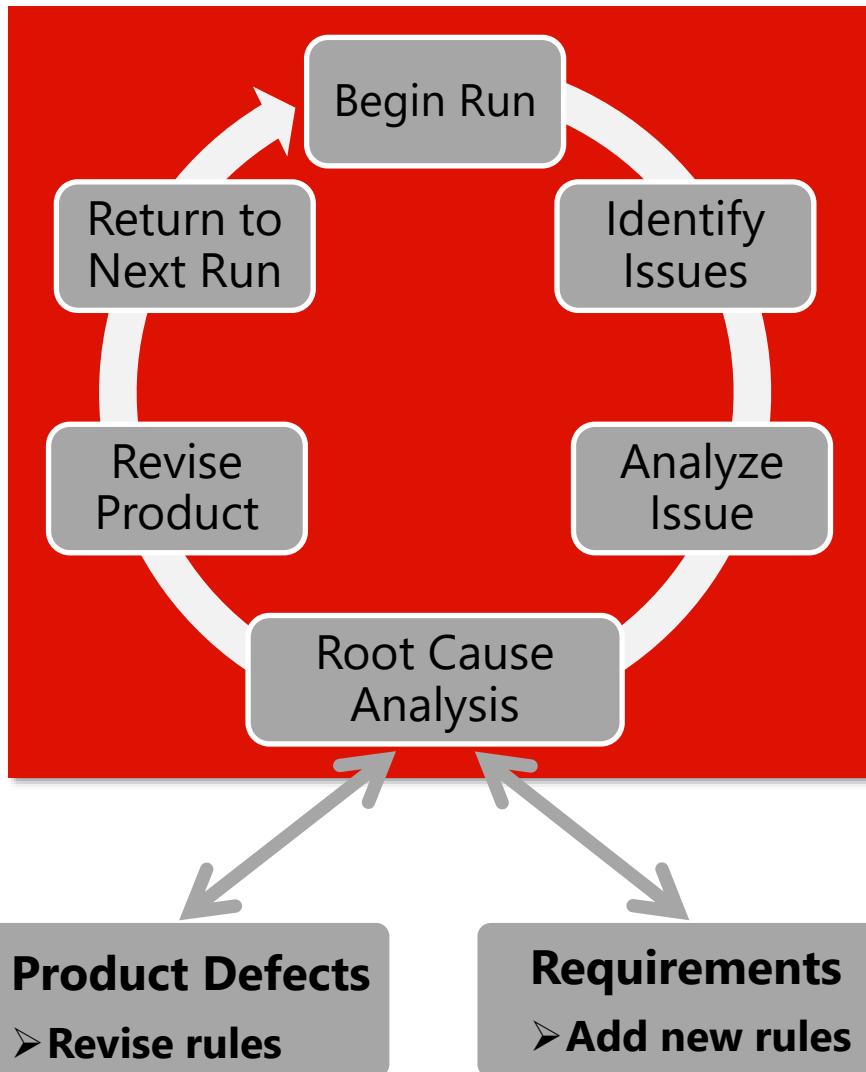 Begin Run
Identify
Issues
Analyze
Issue
Root Cause
Analysis
Revise
Product
Return to
Next Run
Product Defects
➢Revise rules
Requirements
➢Add new rules